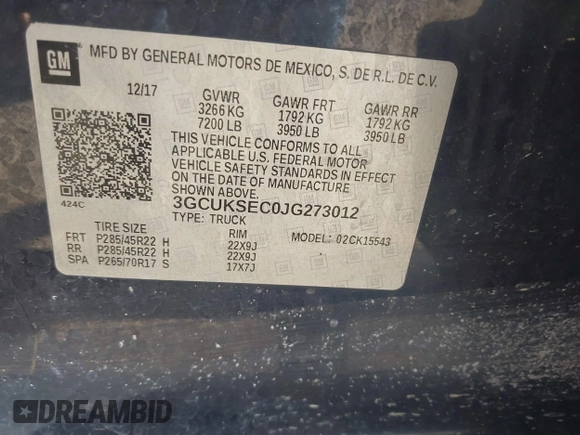 GM
MFD BY GENERAL MOTORS DE MEXICO, S. DE R.L. DE C.V.
12/17 GVWR GAWR FRT GAWR RR
3266 KG 1792 KG 1792 KG
7200 LB 3950 LB 3950 LB
THIS VEHICLE CONFORMS TO ALL
APPLICABLE U.S. FEDERAL MOTOR
VEHICLE SAFETY STANDARDS IN EFFECT
ON THE DATE OF MANUFACTURE
SHOWN ABOVE.
424C
3GCUKSEC0JG273012
TYPE: TRUCK MODEL: 02CK15543
TIRE SIZE RIM
FRT P285/45R22 H 22X9J
RR P285/45R22 H 22X9J
SPA P265/70R17 S 17X7J
DREAMBID